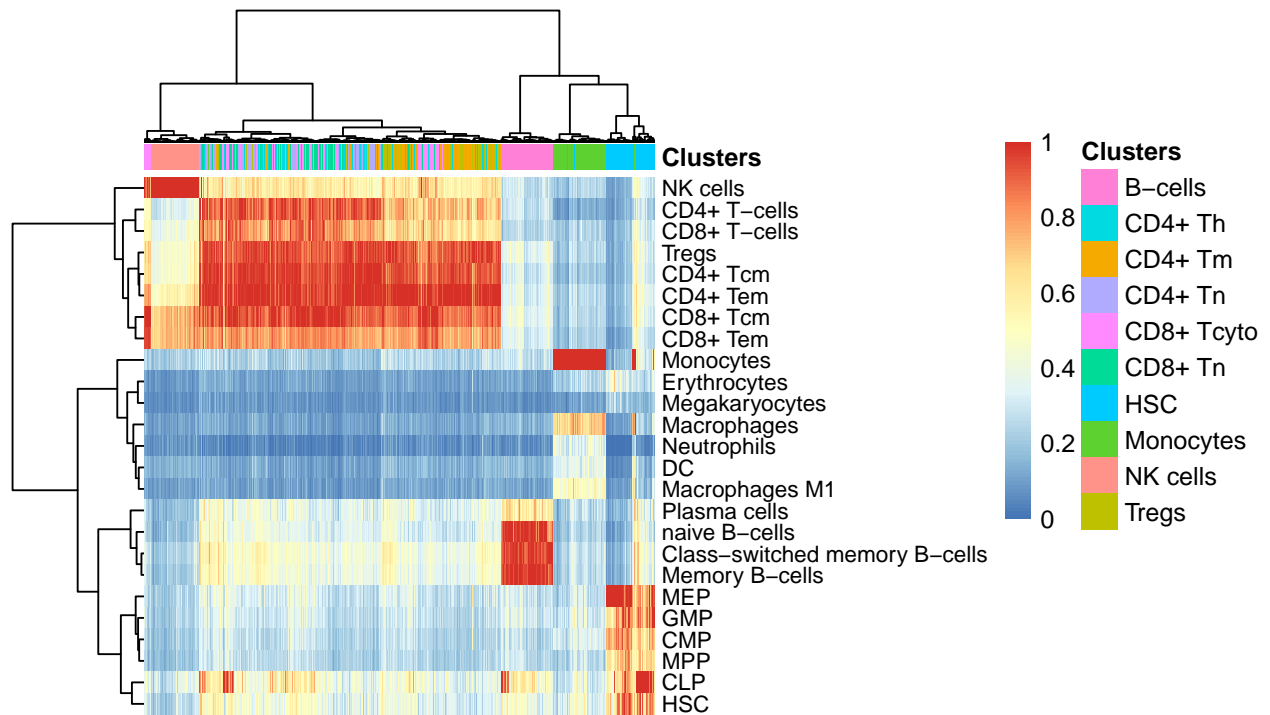 Clusters
NK cells
CD4+ T−cells
CD8+ T−cells
Tregs
CD4+ Tcm
CD4+ Tem
CD8+ Tcm
CD8+ Tem
Monocytes
Erythrocytes
Megakaryocytes
Macrophages
Neutrophils
DC
Macrophages M1
Plasma cells
naive B−cells
Class−switched memory B−cells
Memory B−cells
MEP
GMP
CMP
MPP
CLP
HSC
1
0.8
0.6
0.4
0.2
0
Clusters
B−cells
CD4+ Th
CD4+ Tm
CD4+ Tn
CD8+ Tcyto
CD8+ Tn
HSC
Monocytes
NK cells
Tregs